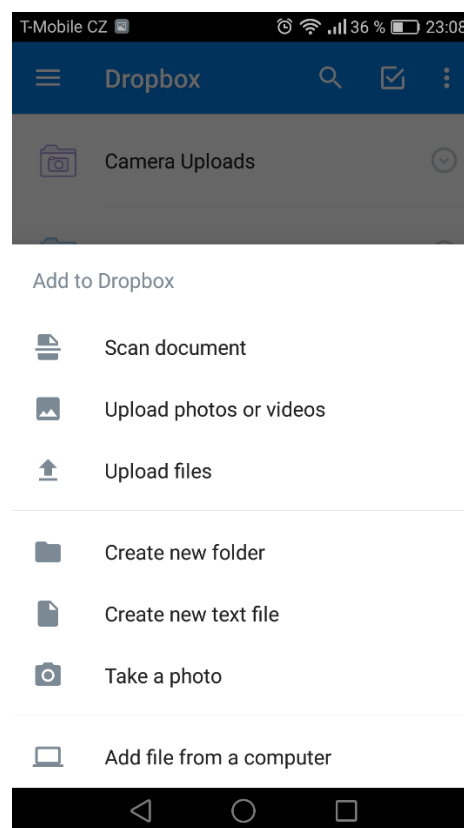 T-Mobile CZ 36 % 23:08
Dropbox
Camera Uploads
Add to Dropbox
Scan document
Upload photos or videos
Upload files
Create new folder
Create new text file
Take a photo
Add file from a computer